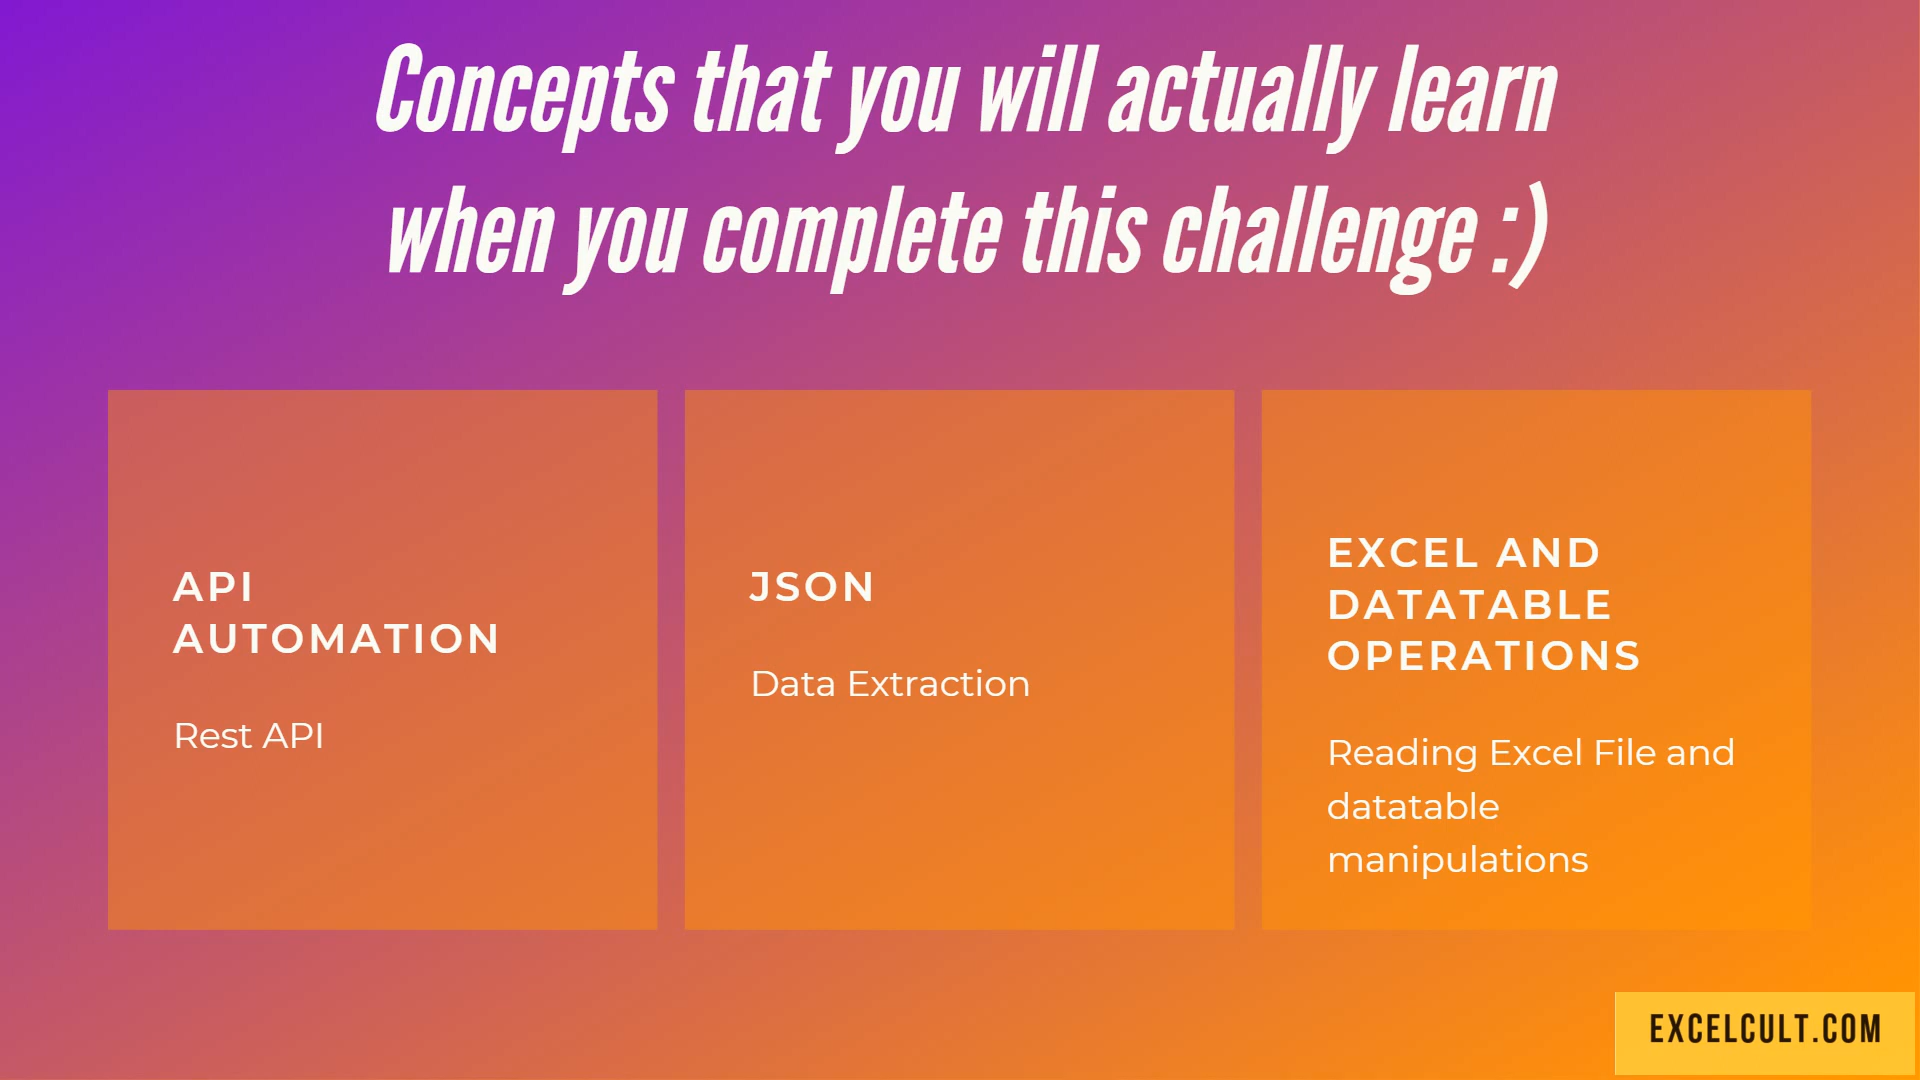 Concepts that you will actually learn
when you complete this challenge :)
API
AUTOMATION
Rest API
JSON
Data Extraction
EXCEL AND
DATATABLE
OPERATIONS
Reading Excel File and
datatable
manipulations
EXCELCULT.COM